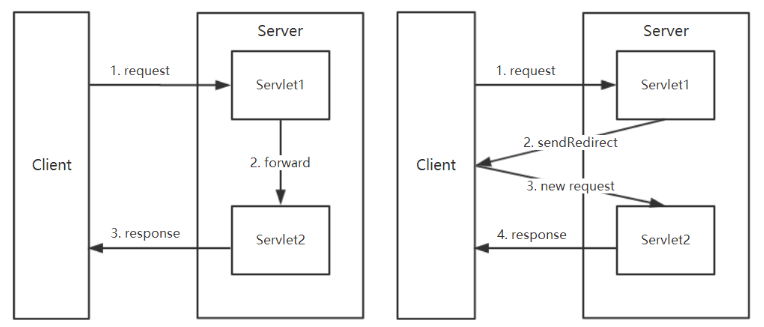 Server
1. request
Servlet1
Client
2. forward
3. response
Servlet2
Server
1. request
Servlet1
2. sendRedirect
Client
3. new request
4. response
Servlet2